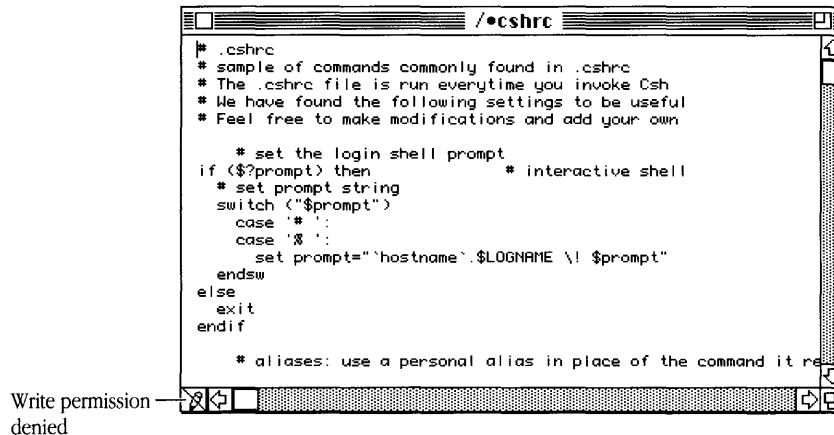 /•cshrc
# .cshrc
# sample of commands commonly found in .cshrc
# The .cshrc file is run everytime you invoke Csh
# We have found the following settings to be useful
# Feel free to make modifications and add your own
# set the login shell prompt
if ($?prompt) then # interactive shell
# set prompt string
switch ("$prompt")
case '# ':
case '% ':
set prompt="`hostname`.$LOGNAME \! $prompt"
endsw
else
exit
endif
# aliases: use a personal alias in place of the command it re
Write permission
denied